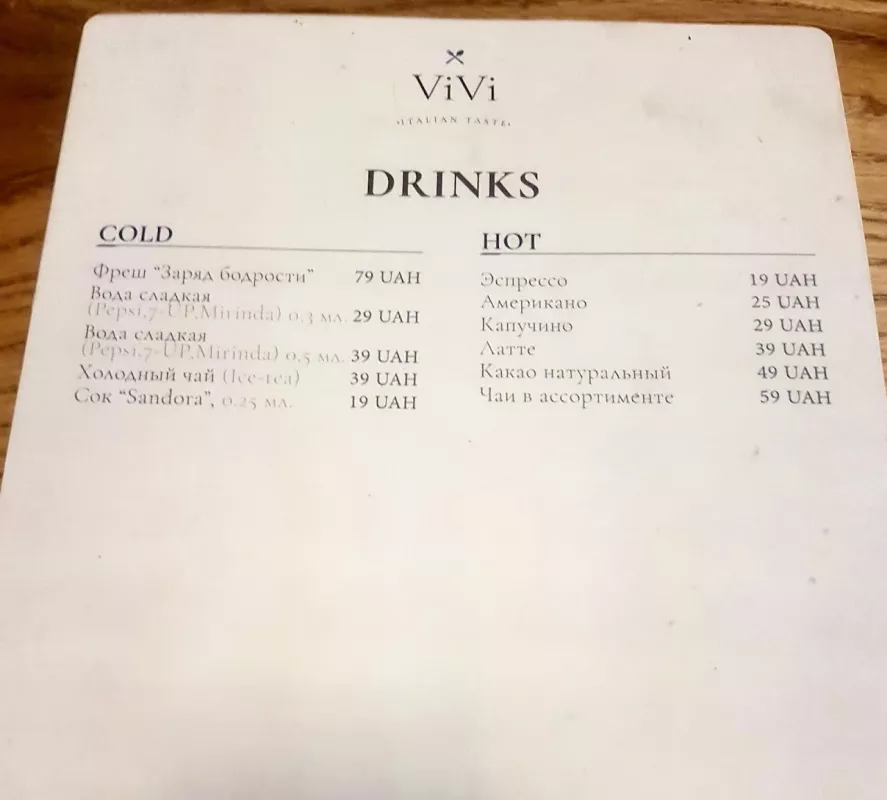 ViVi
·ITALIAN TASTE·
DRINKS
COLD
Фреш "Заряд бодрости" 79 UAH
Вода сладкая
(Pepsi,7-UP,Mirinda) 0,3 мл. 29 UAH
Вода сладкая
(Pepsi,7-UP,Mirinda) 0,5 мл. 39 UAH
Холодный чай (Ice-tea) 39 UAH
Сок "Sandora", 0.25 мл. 19 UAH
HOT
Эспрессо 19 UAH
Американо 25 UAH
Капучино 29 UAH
Латте 39 UAH
Какао натуральный 49 UAH
Чаи в ассортименте 59 UAH